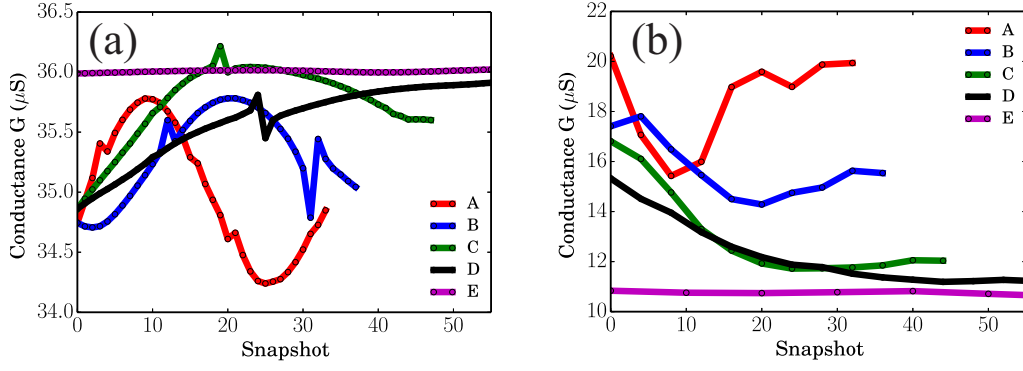 (a)
Conductance G (μS)
36.5
36.0
35.5
35.0
34.5
34.0
0 10 20 30 40 50
Snapshot
A
B
C
D
E
(b)
Conductance G (μS)
22
20
18
16
14
12
10
0 10 20 30 40 50
Snapshot
A
B
C
D
E